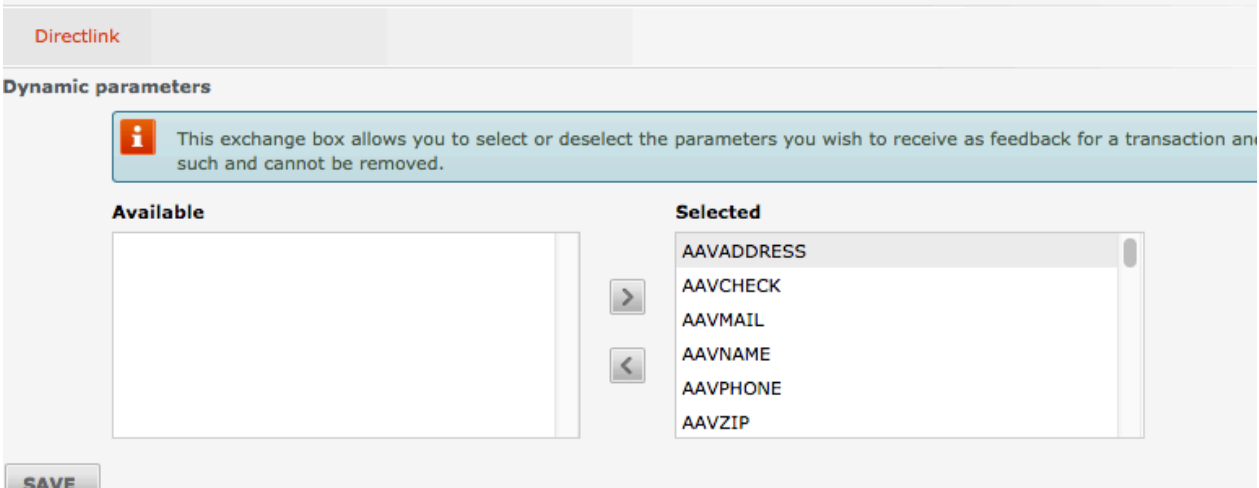 Directlink
Dynamic parameters
This exchange box allows you to select or deselect the parameters you wish to receive as feedback for a transaction and
such and cannot be removed.
Available
Selected
AAVADDRESS
AAVCHECK
AAVMAIL
AAVNAME
AAVPHONE
AAVZIP
SAVE